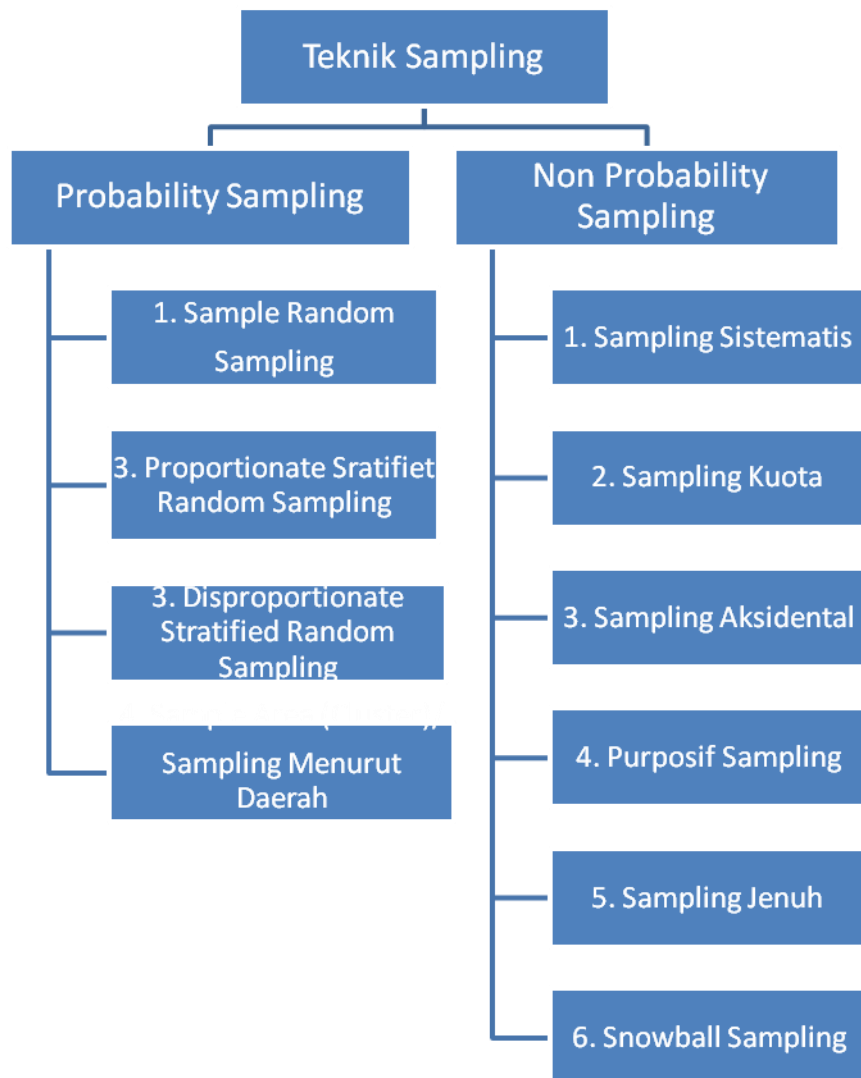 Teknik Sampling
Probability Sampling
1. Sample Random
Sampling
3. Proportionate Sratifiet
Random Sampling
3. Disproportionate
Stratified Random
Sampling
Sampling Menurut
Daerah
Non Probability
Sampling
1. Sampling Sistematis
2. Sampling Kuota
3. Sampling Aksidental
4. Purposif Sampling
5. Sampling Jenuh
6. Snowball Sampling